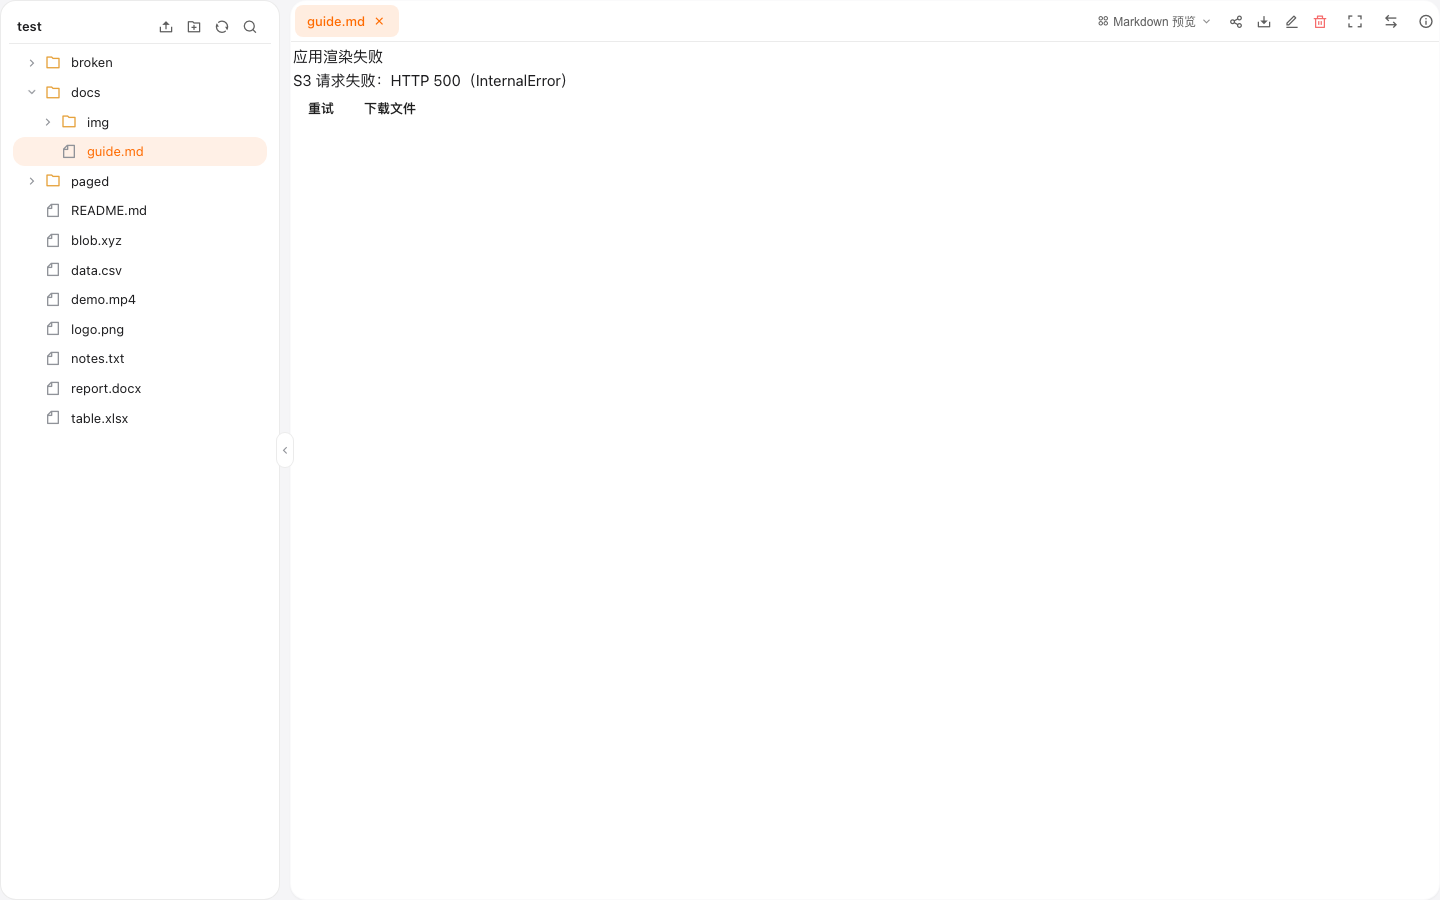 test
broken
docs
img
guide.md
paged
README.md
blob.xyz
data.csv
demo.mp4
logo.png
notes.txt
report.docx
table.xlsx
guide.md
Markdown 预览
应用渲染失败
S3 请求失败：HTTP 500（InternalError）
重试 下载文件